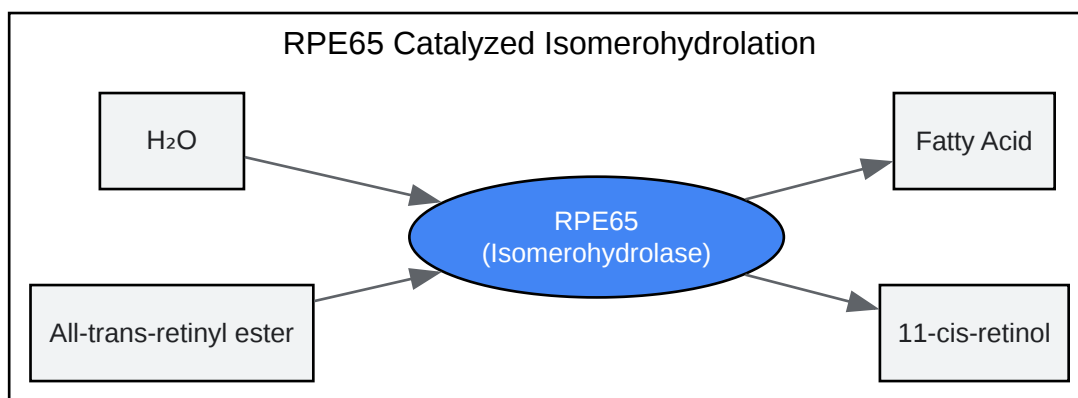 RPE65 Catalyzed Isomerohydrolation
H₂O
Fatty Acid
RPE65
(Isomerohydrolase)
All-trans-retinyl ester
11-cis-retinol